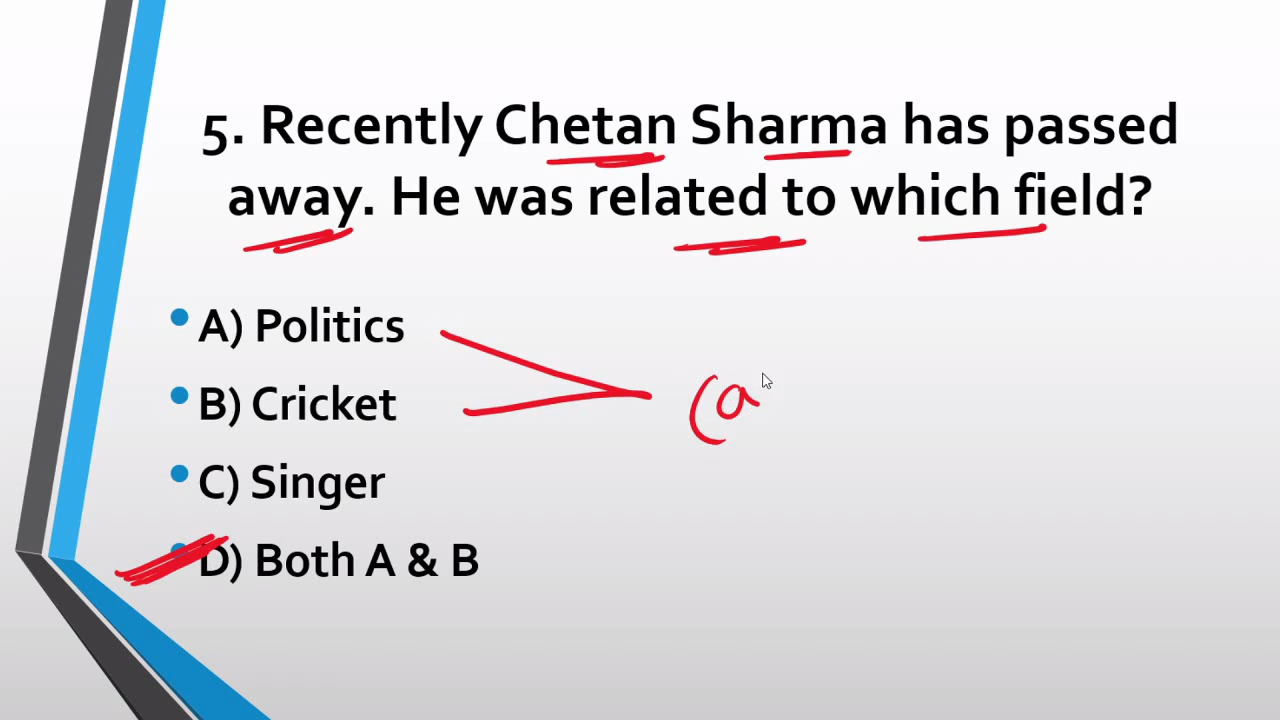 5. Recently Chetan Sharma has passed
away. He was related to which field?
A) Politics
B) Cricket
(a
C) Singer
D) Both A & B